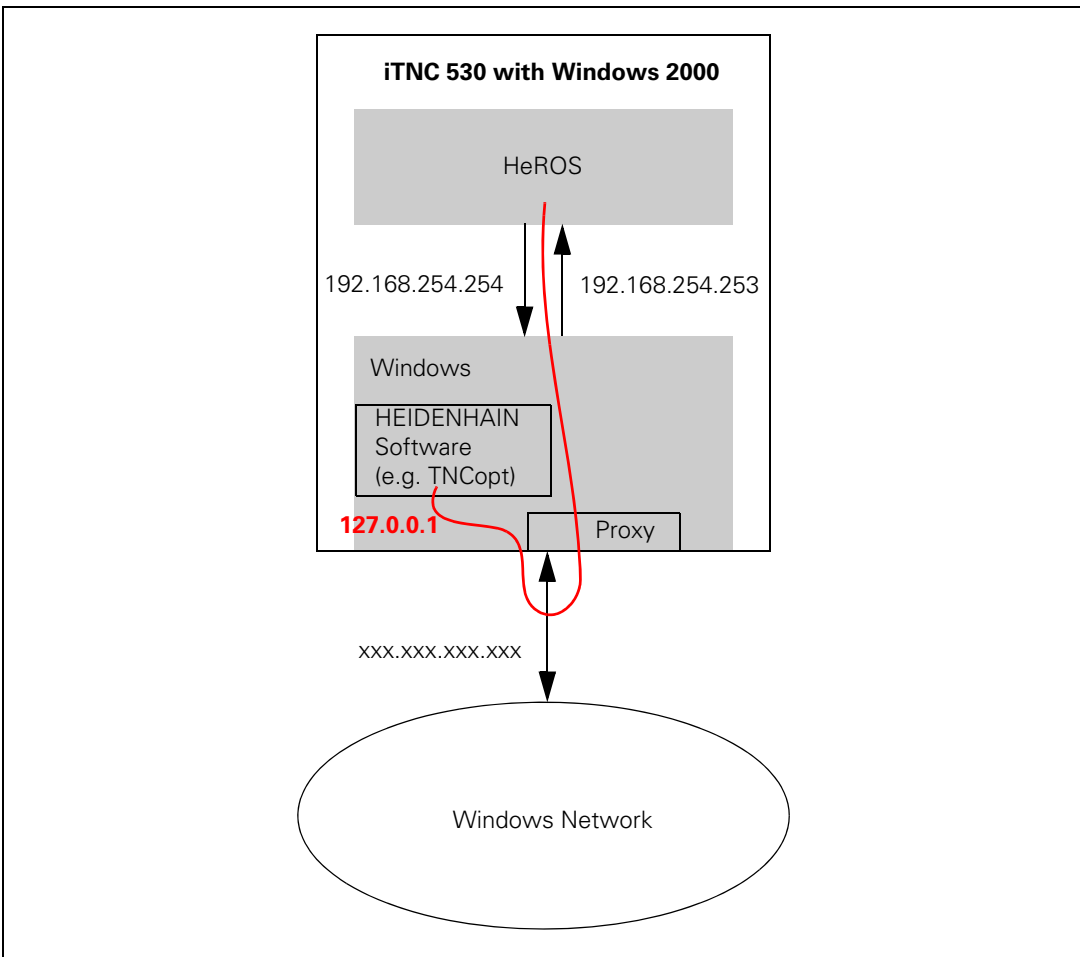 iTNC 530 with Windows 2000
HeROS
192.168.254.254
192.168.254.253
Windows
HEIDENHAIN
Software
(e.g. TNCopt)
127.0.0.1
Proxy
xxx.xxx.xxx.xxx
Windows Network